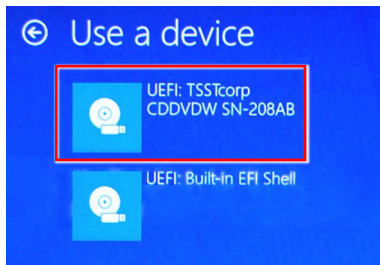 Use a device
UEFI: TSSTcorp
CDDVDW SN-208AB
UEFI: Built-in EFI Shell